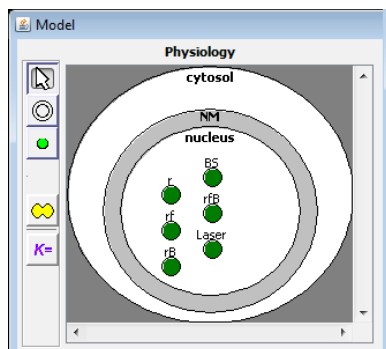 Model
Physiology
cytosol
NM
nucleus
BS
r
rfB
rf
Laser
rB
K=